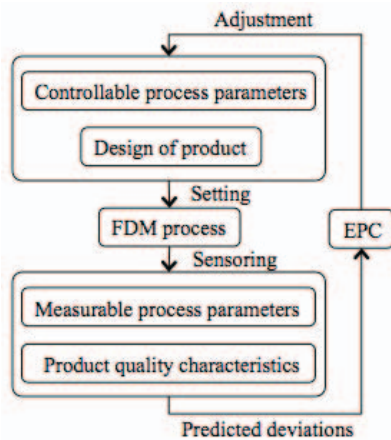 Adjustment
Controllable process parameters
Design of product
Setting
FDM process
EPC
Sensoring
Measurable process parameters
Product quality characteristics
Predicted deviations